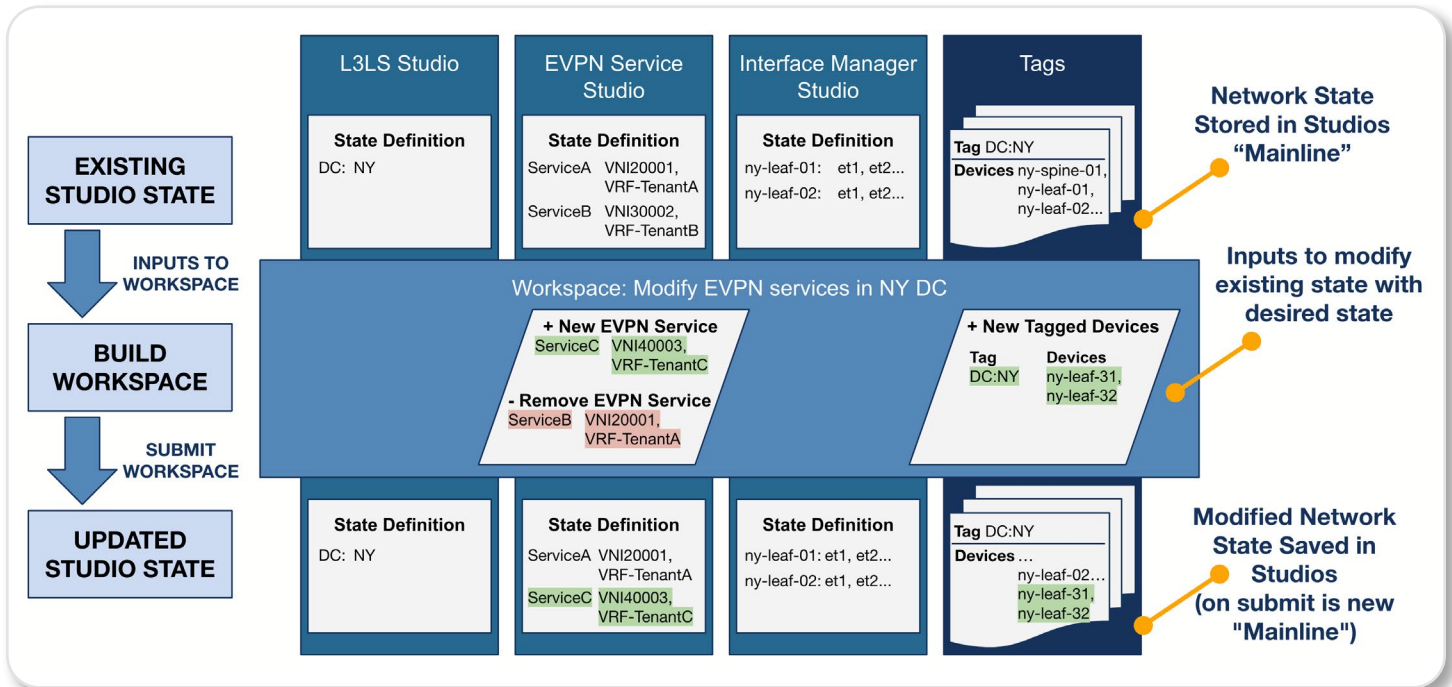 L3LS Studio
EVPN Service
Studio
Interface Manager
Studio
Tags
EXISTING
STUDIO STATE
State Definition
DC: NY
State Definition
ServiceA VNI20001,
VRF-TenantA
ServiceB VNI30002,
VRF-TenantB
State Definition
ny-leaf-01: et1, et2...
ny-leaf-02: et1, et2...
Tag DC:NY
Devices ny-spine-01,
ny-leaf-01,
ny-leaf-02...
Network State
Stored in Studios
“Mainline”
INPUTS TO
WORKSPACE
Workspace: Modify EVPN services in NY DC
BUILD
WORKSPACE
+ New EVPN Service
ServiceC VNI40003,
VRF-TenantC
- Remove EVPN Service
ServiceB VNI20001,
VRF-TenantA
+ New Tagged Devices
Tag Devices
DC:NY ny-leaf-31,
ny-leaf-32
Inputs to modify
existing state with
desired state
SUBMIT
WORKSPACE
UPDATED
STUDIO STATE
State Definition
DC: NY
State Definition
ServiceA VNI20001,
VRF-TenantA
ServiceC VNI40003,
VRF-TenantC
State Definition
ny-leaf-01: et1, et2...
ny-leaf-02: et1, et2...
Tag DC:NY
Devices ...
ny-leaf-02...
ny-leaf-31,
ny-leaf-32
Modified Network
State Saved in
Studios
(on submit is new
"Mainline")